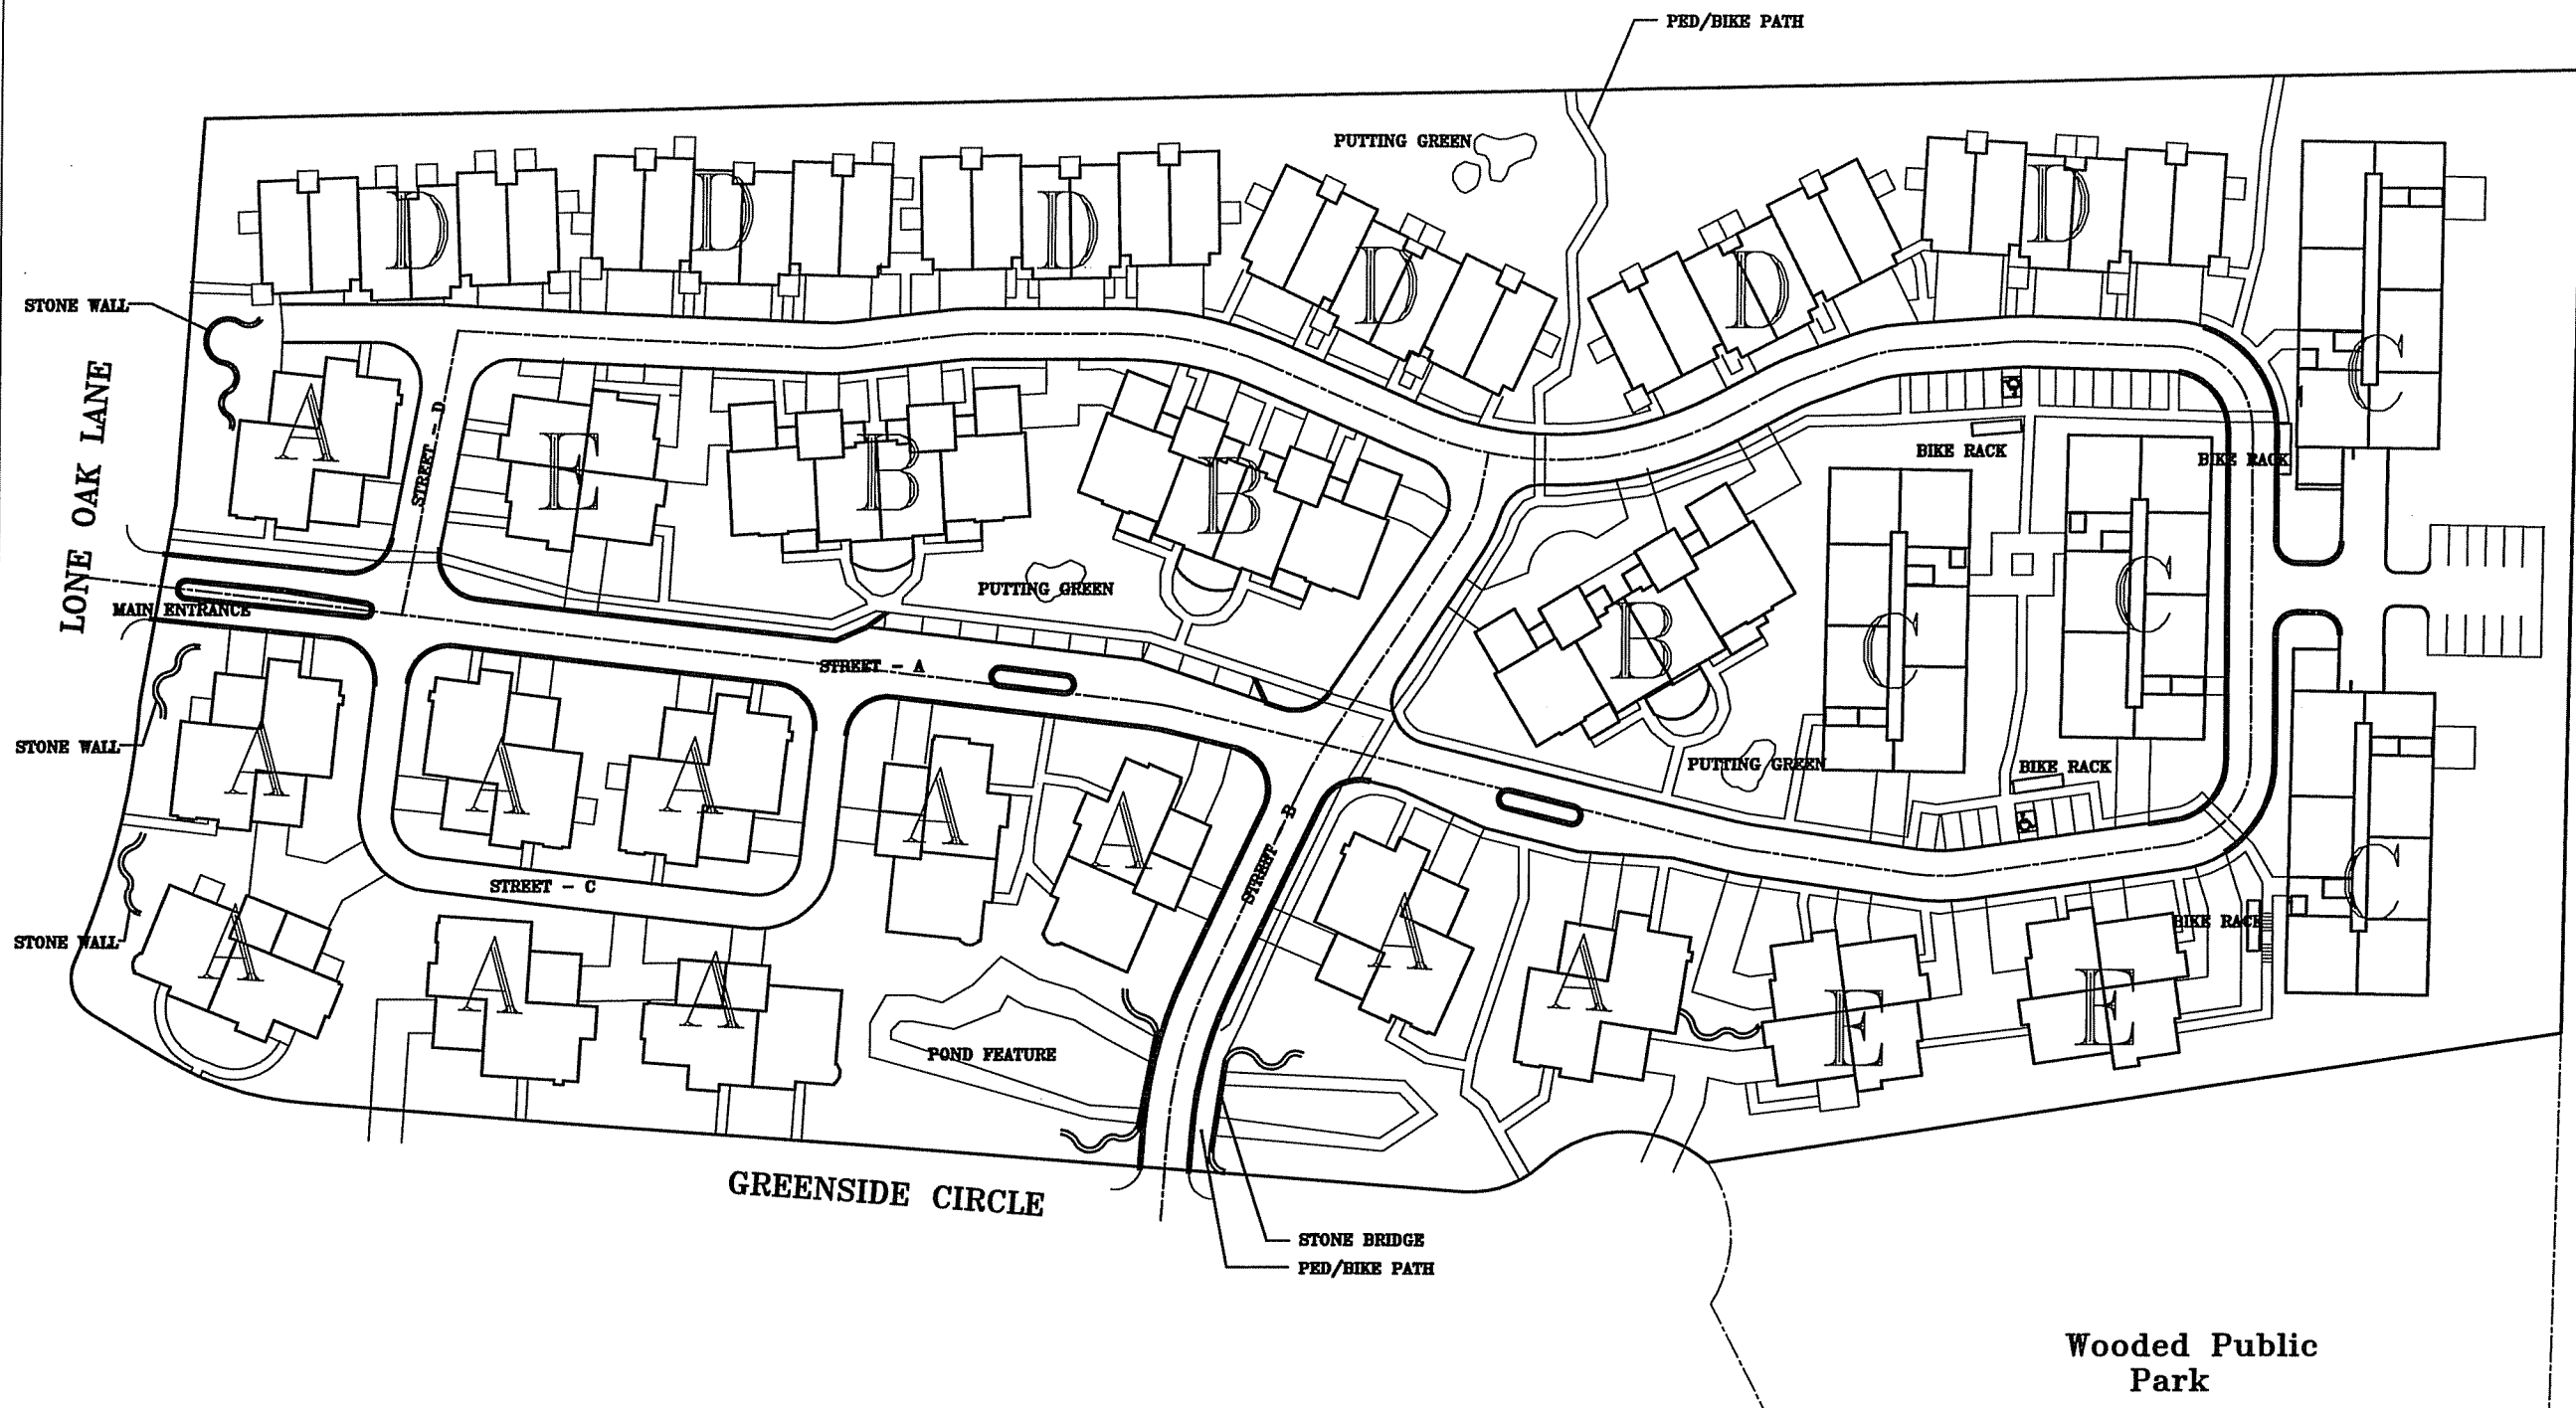 PED/BIKE PATH
PUTTING GREEN
D
D
D
D
D
D
STONE WALL
C
LONE OAK LANE
A
STREET - D
E
B
B
BIKE RACK
BIKE RACK
MAIN ENTRANCE
PUTTING GREEN
B
C
C
STREET - A
STONE WALL
A
A
A
A
A
PUTTING GREEN
BIKE RACK
STREET - B
STREET - C
C
STONE WALL
A
A
A
A
A
BIKE RACK
E
E
POND FEATURE
GREENSIDE CIRCLE
STONE BRIDGE
PED/BIKE PATH
Wooded Public
Park